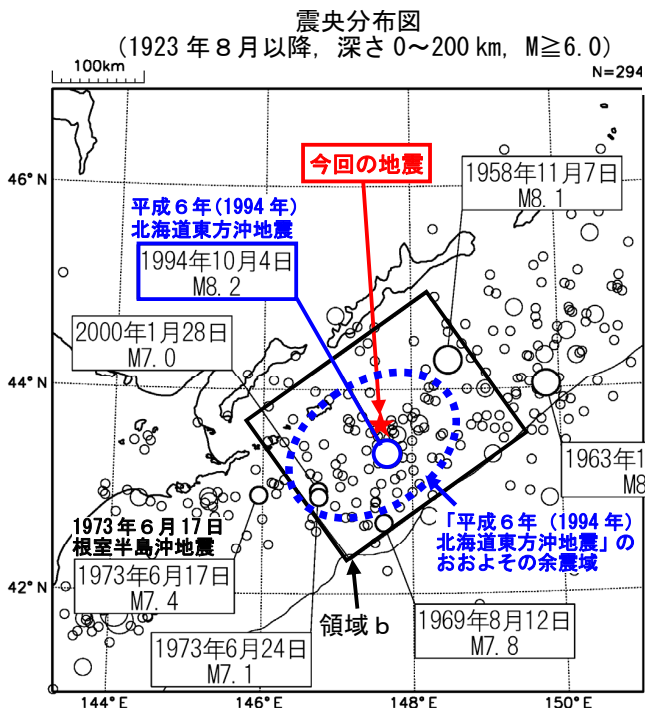 震央分布図
（1923 年８月以降，深さ 0～200 km，M≧6.0）
100km
N=294
46°N
今回の地震
1958年11月7日
M8.1
平成６年(1994 年)
北海道東方沖地震
1994年10月4日
M8.2
2000年1月28日
M7.0
44°N
1963年1
M8
1973年６月17日
根室半島沖地震
「平成６年（1994 年）
北海道東方沖地震」の
おおよその余震域
1973年6月17日
M7.4
42°N
領域ｂ
1969年8月12日
M7.8
1973年6月24日
M7.1
144°E
146°E
148°E
150°E